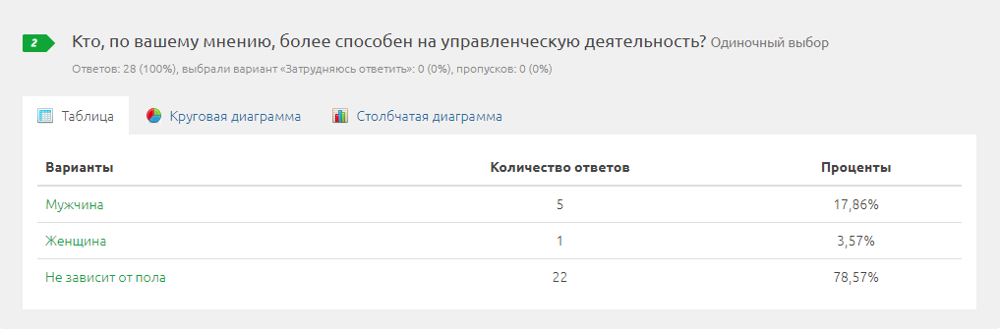 2 Кто, по вашему мнению, более способен на управленческую деятельность? Одиночный выбор
Ответов: 28 (100%), выбрали вариант «Затрудняюсь ответить»: 0 (0%), пропусков: 0 (0%)
Таблица Круговая диаграмма Столбчатая диаграмма
Варианты Количество ответов Проценты
Мужчина 5 17,86%
Женщина 1 3,57%
Не зависит от пола 22 78,57%